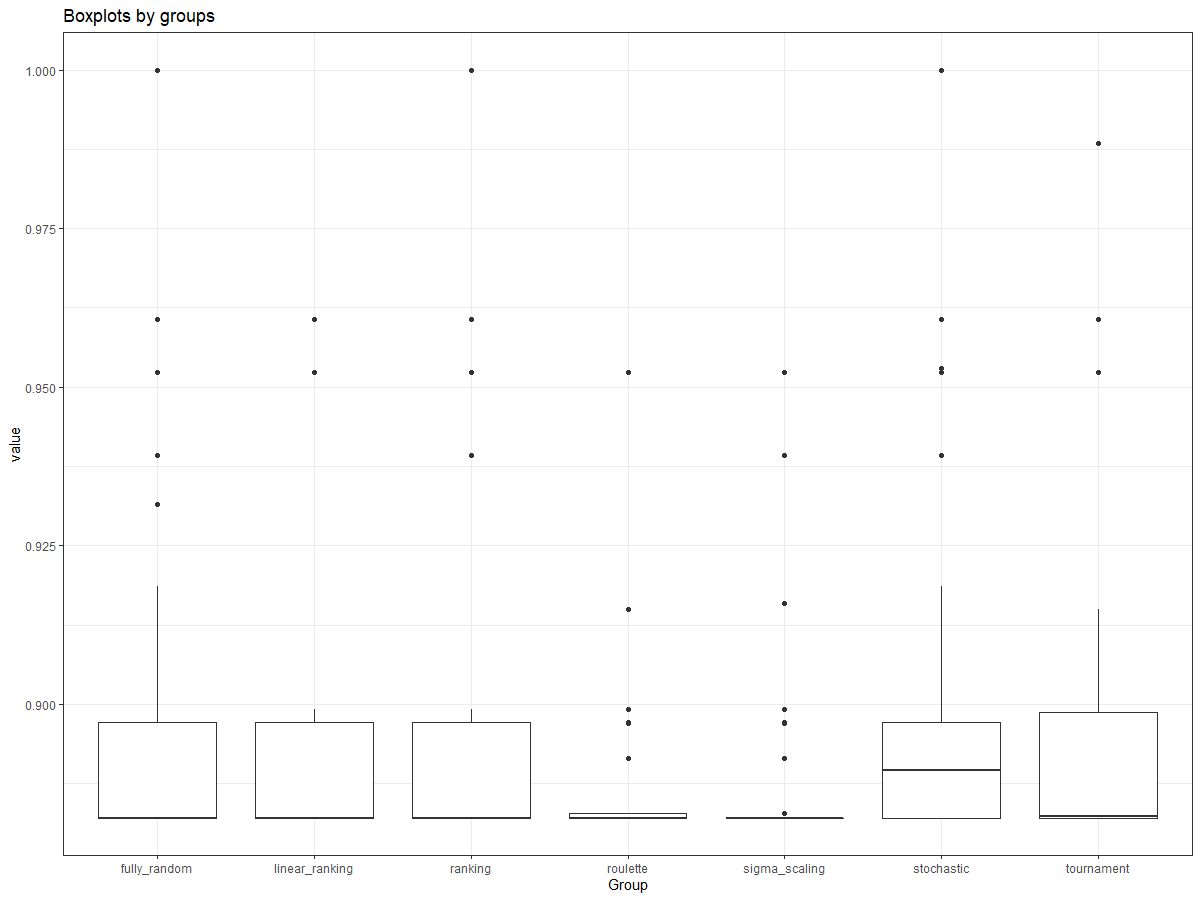 Boxplots by groups
1.000
0.975
0.950
0.925
0.900
value
fully_random linear_ranking ranking roulette sigma_scaling stochastic tournament
Group